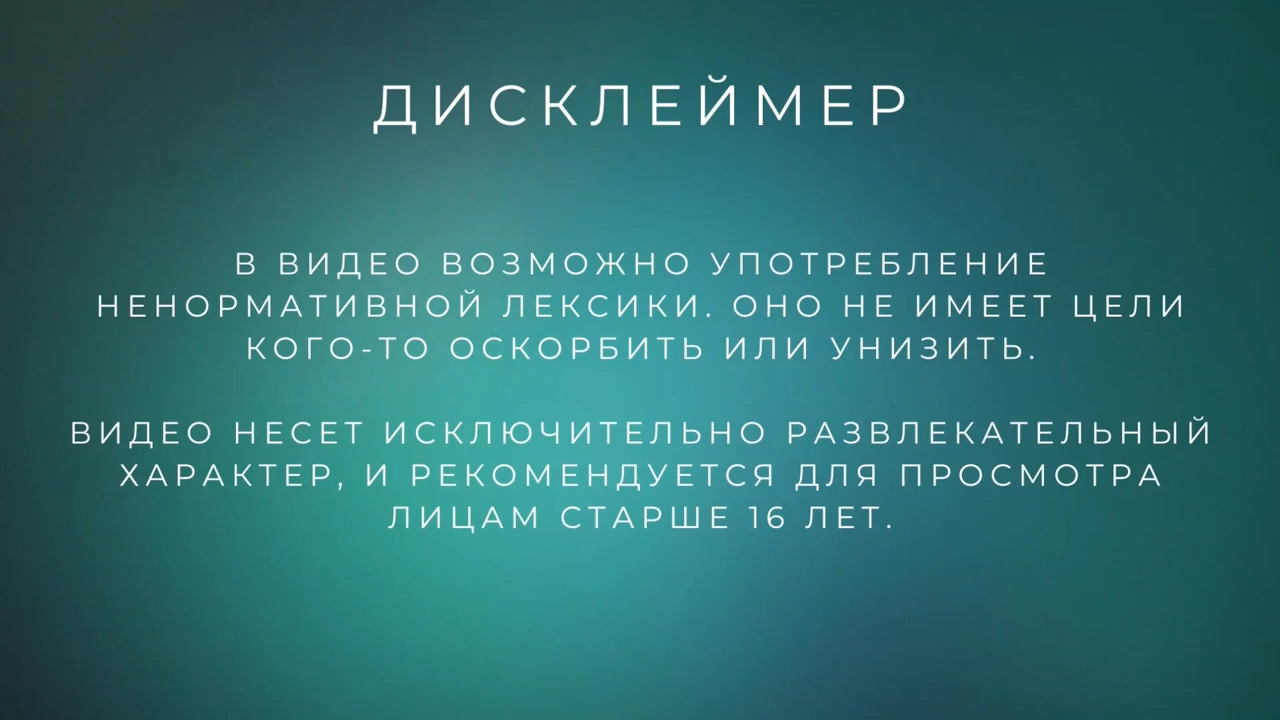 ДИСКЛЕЙМЕР
В ВИДЕО ВОЗМОЖНО УПОТРЕБЛЕНИЕ
НЕНОРМАТИВНОЙ ЛЕКСИКИ. ОНО НЕ ИМЕЕТ ЦЕЛИ
КОГО-ТО ОСКОРБИТЬ ИЛИ УНИЗИТЬ.
ВИДЕО НЕСЕТ ИСКЛЮЧИТЕЛЬНО РАЗВЛЕКАТЕЛЬНЫЙ
ХАРАКТЕР, И РЕКОМЕНДУЕТСЯ ДЛЯ ПРОСМОТРА
ЛИЦАМ СТАРШЕ 16 ЛЕТ.